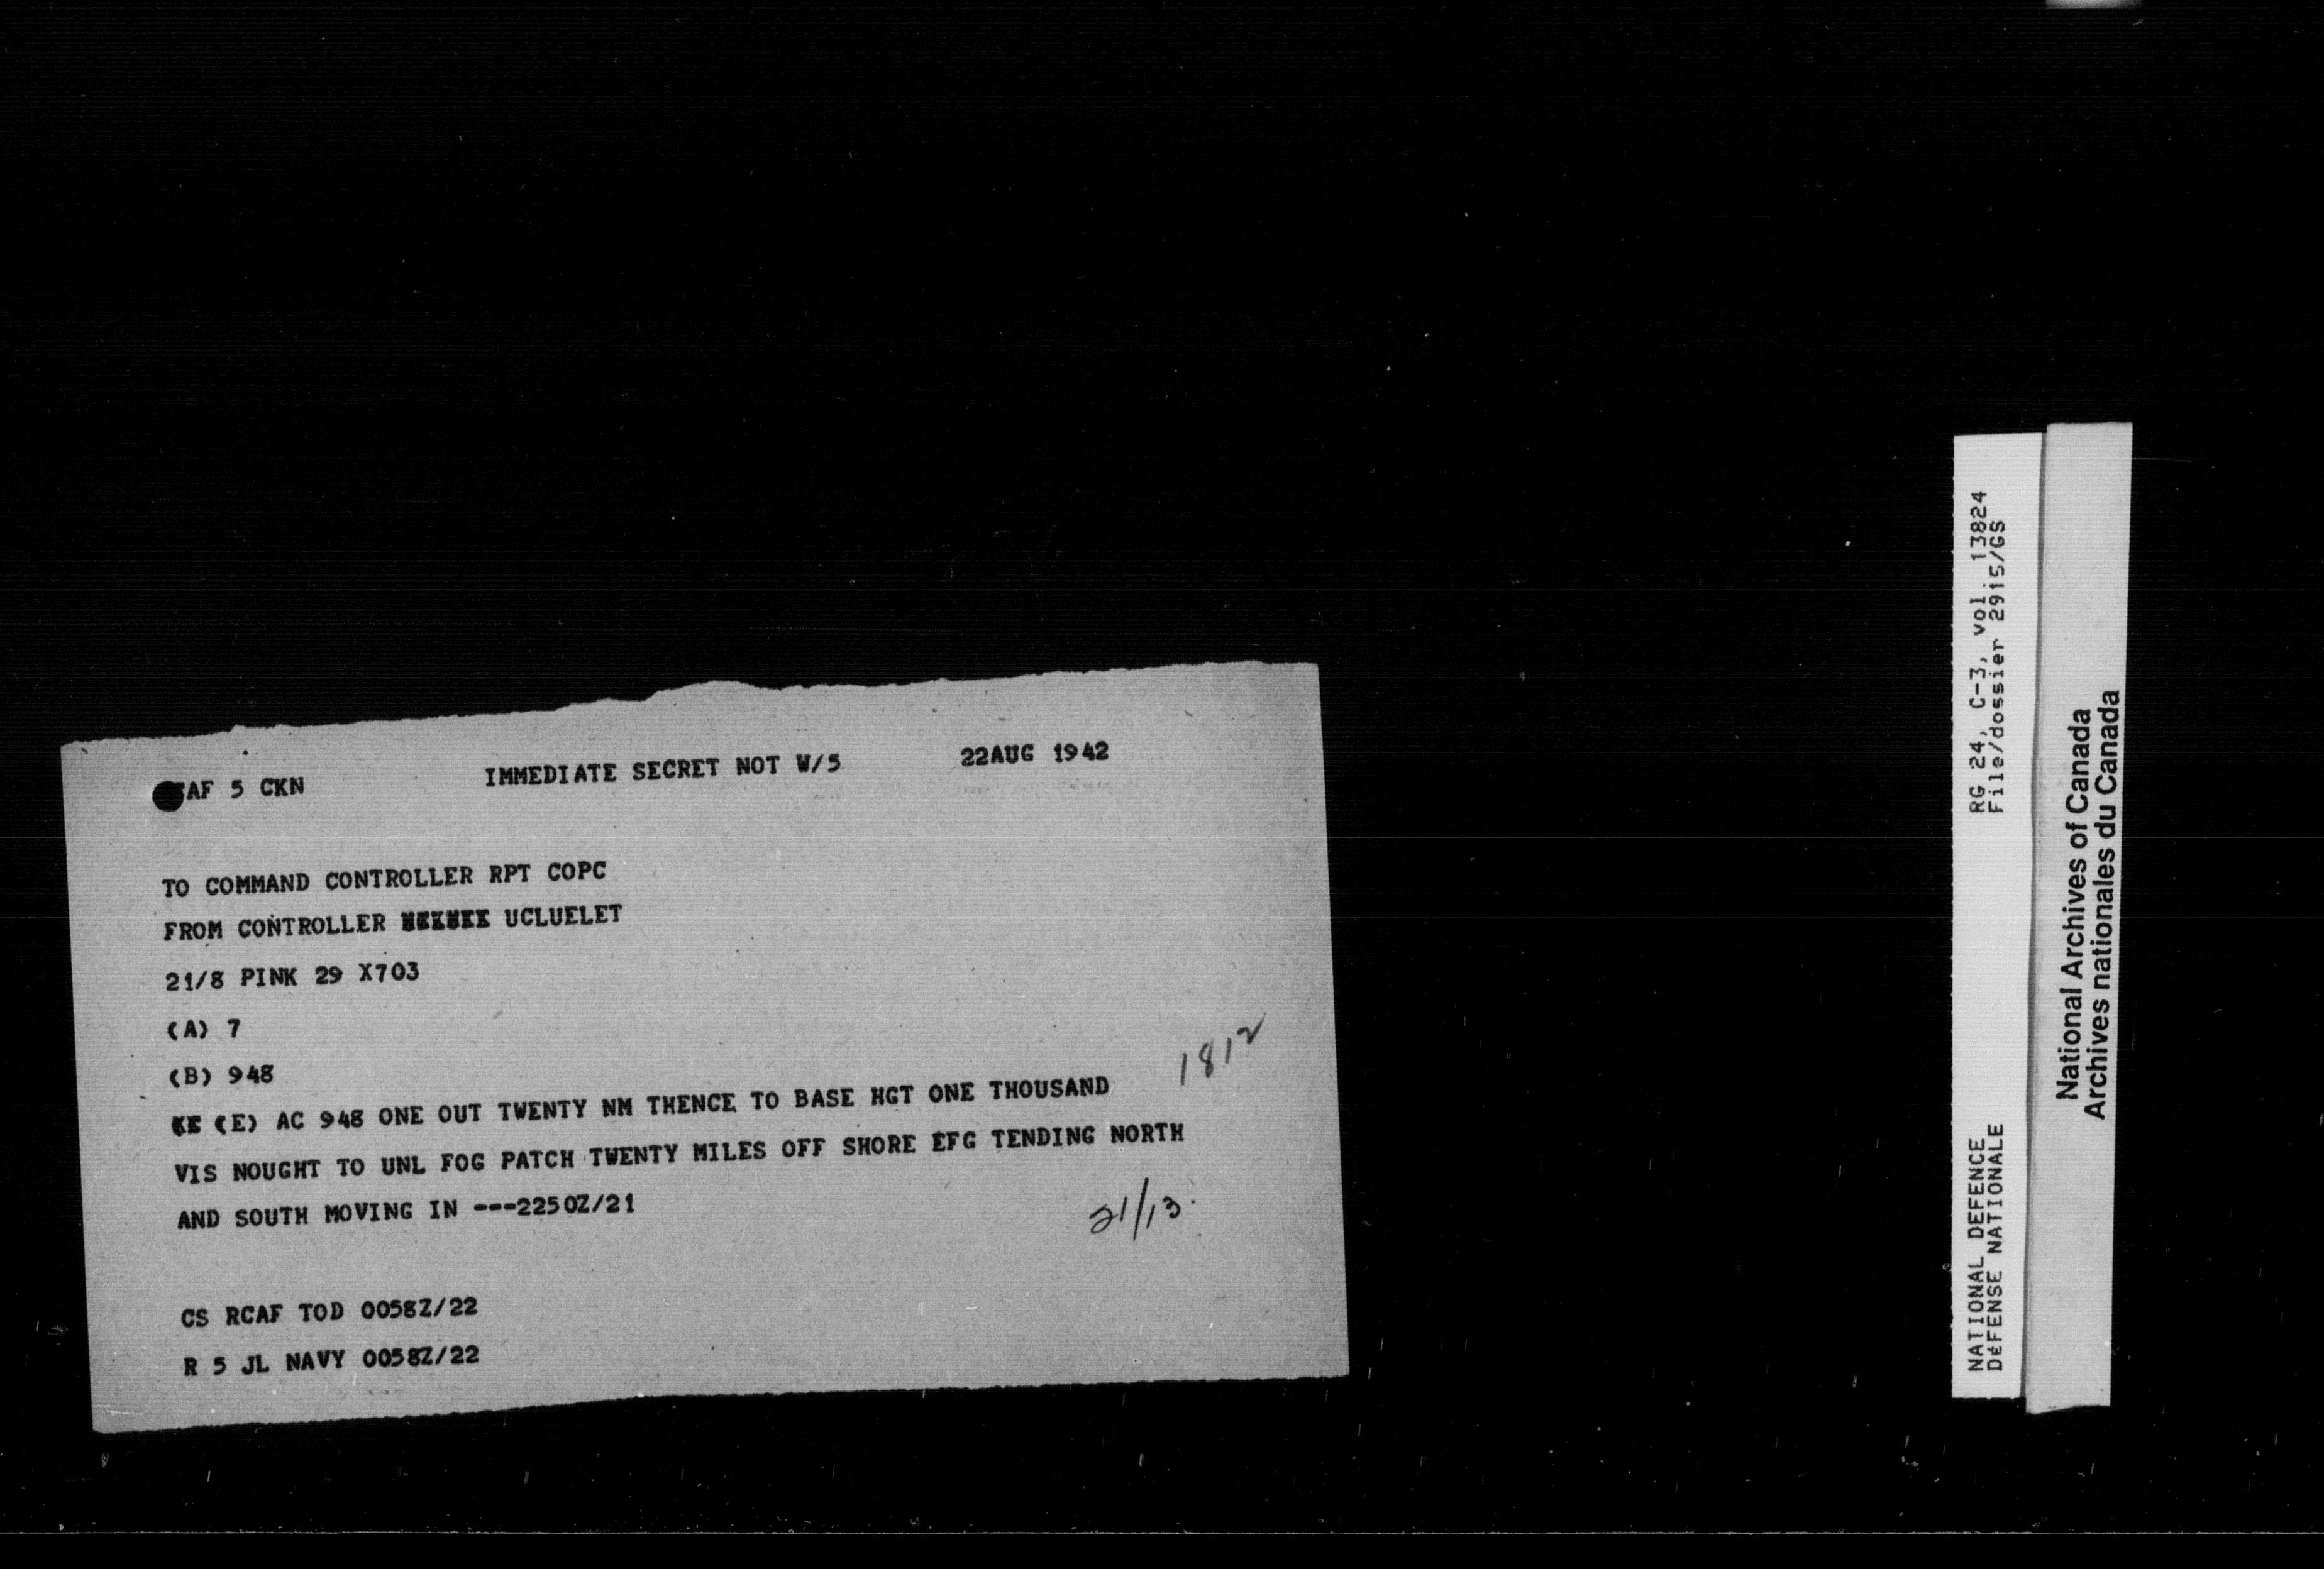 AF 5 CKN IMMEDIATE SECRET NOT W/5 22AUG 1942
TO COMMAND CONTROLLER RPT COPC
FROM CONTROLLER UCLUELET
21/8 PINK 29 X703
(A) 7
(B) 948
(E) AC 948 ONE OUT TWENTY NM THENCE TO BASE HGT ONE THOUSAND
VIS NOUGHT TO UNL FOG PATCH TWENTY MILES OFF SHORE EFG TENDING NORTH
AND SOUTH MOVING IN ---2250Z/21
1812
21/13.
CS RCAF TOD 0058Z/22
R 5 JL NAVY 0058Z/22
NATIONAL DEFENCE RG 24, C-3, vol. 13824
DéFENSE NATIONALE File/dossier 2915/GS
National Archives of Canada
Archives nationales du Canada